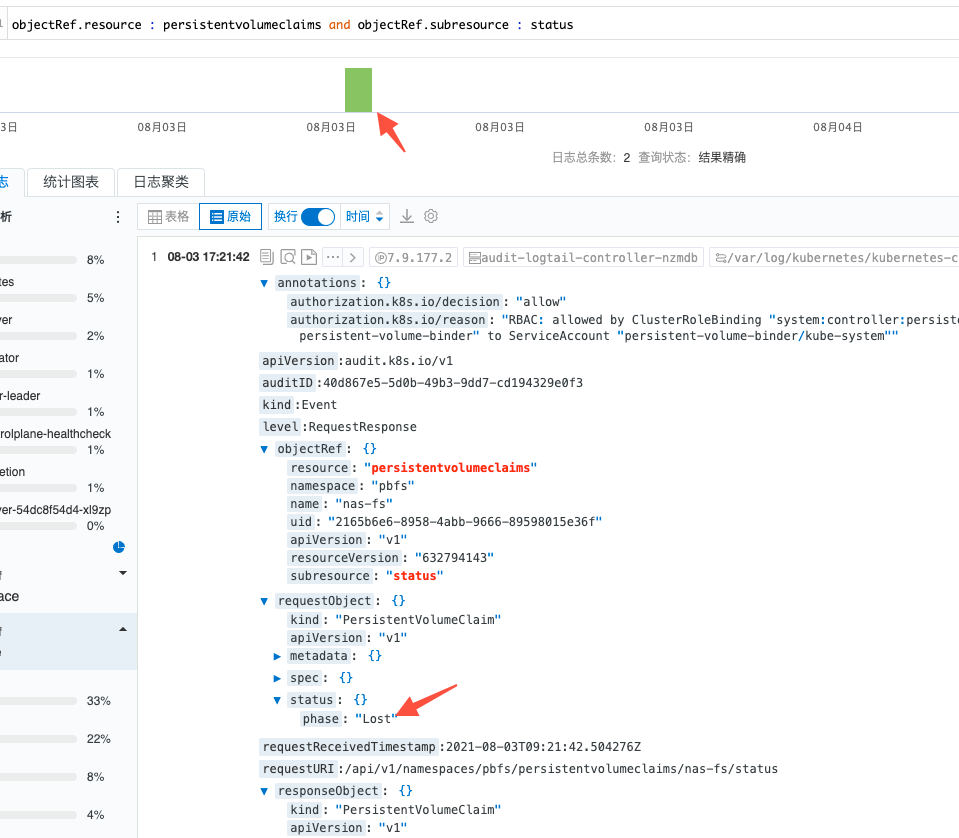 1 objectRef.resource : persistentvolumeclaims and objectRef.subresource : status
3日 08月03日 08月03日 08月03日 08月03日 08月04日
日志总条数: 2 查询状态: 结果精确
志 统计图表 日志聚类
析
表格 原始 换行 时间
8%
tes
5%
ver
2%
ator
1%
r-leader
1%
rolplane-healthcheck
1%
etion
1%
ver-54dc8f54d4-xl9zp
0%
f
ace
f
e
33%
22%
8%
4%
1 08-03 17:21:42 ··· 7.9.177.2 audit-logtail-controller-nzmdb /var/log/kubernetes/kubernetes-c
annotations: {}
authorization.k8s.io/decision: "allow"
authorization.k8s.io/reason: "RBAC: allowed by ClusterRoleBinding "system:controller:persiste
persistent-volume-binder" to ServiceAccount "persistent-volume-binder/kube-system""
apiVersion:audit.k8s.io/v1
auditID:40d867e5-5d0b-49b3-9dd7-cd194329e0f3
kind:Event
level:RequestResponse
objectRef: {}
resource: "persistentvolumeclaims"
namespace: "pbfs"
name: "nas-fs"
uid: "2165b6e6-8958-4abb-9666-89598015e36f"
apiVersion: "v1"
resourceVersion: "632794143"
subresource: "status"
requestObject: {}
kind: "PersistentVolumeClaim"
apiVersion: "v1"
metadata: {}
spec: {}
status: {}
phase: "Lost"
requestReceivedTimestamp:2021-08-03T09:21:42.504276Z
requestURI:/api/v1/namespaces/pbfs/persistentvolumeclaims/nas-fs/status
responseObject: {}
kind: "PersistentVolumeClaim"
apiVersion: "v1"